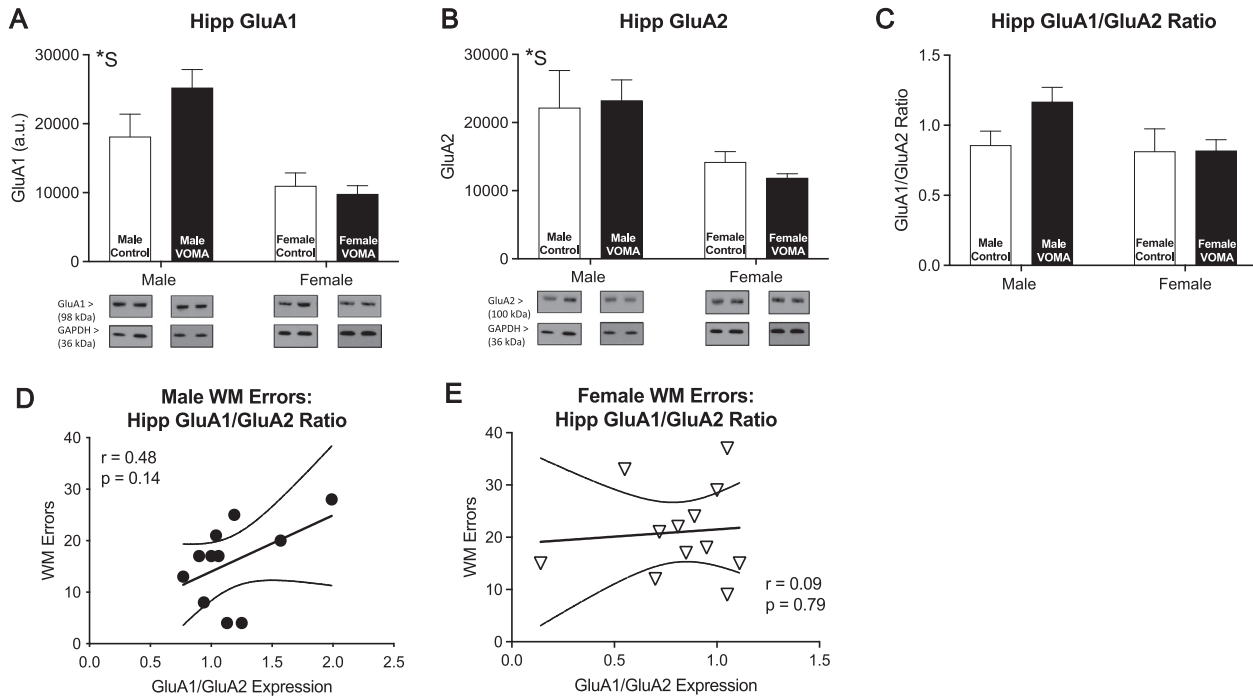 A
Hipp GluA1
*S
GluA1 (a.u.)
30000
20000
10000
0
Male
Control
Male
VOMA
Female
Control
Female
VOMA
Male
Female
GluA1 >
(98 kDa)
GAPDH >
(36 kDa)
B
Hipp GluA2
*S
GluA2
30000
20000
10000
0
Male
Control
Male
VOMA
Female
Control
Female
VOMA
Male
Female
GluA2 >
(100 kDa)
GAPDH >
(36 kDa)
C
Hipp GluA1/GluA2 Ratio
GluA1/GluA2 Ratio
1.5
1.0
0.5
0.0
Male
Control
Male
VOMA
Female
Control
Female
VOMA
Male
Female
D
Male WM Errors:
Hipp GluA1/GluA2 Ratio
r = 0.48
p = 0.14
WM Errors
40
30
20
10
0
0.0 0.5 1.0 1.5 2.0 2.5
GluA1/GluA2 Expression
E
Female WM Errors:
Hipp GluA1/GluA2 Ratio
WM Errors
40
30
20
10
0
r = 0.09
p = 0.79
0.0 0.5 1.0 1.5
GluA1/GluA2 Expression